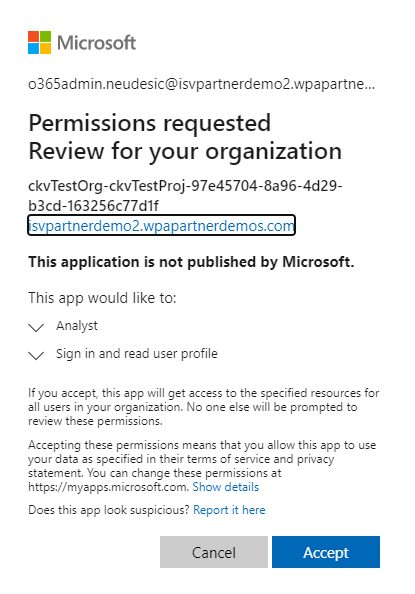 Microsoft
o365admin.neudesic@isvpartnerdemo2.wpapartne...
Permissions requested
Review for your organization
ckvTestOrg-ckvTestProj-97e45704-8a96-4d29-
b3cd-163256c77d1f
isvpartnerdemo2.wpapartnerdemos.com
This application is not published by Microsoft.
This app would like to:
Analyst
Sign in and read user profile
If you accept, this app will get access to the specified resources for
all users in your organization. No one else will be prompted to
review these permissions.
Accepting these permissions means that you allow this app to use
your data as specified in their terms of service and privacy
statement. You can change these permissions at
https://myapps.microsoft.com. Show details
Does this app look suspicious? Report it here
Cancel
Accept